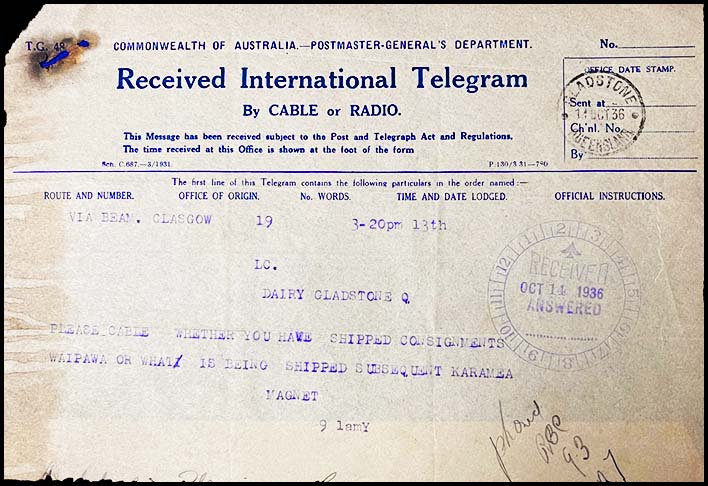 T.G. 48
COMMONWEALTH OF AUSTRALIA.—POSTMASTER-GENERAL'S DEPARTMENT.
No.
Received International Telegram
By CABLE or RADIO.
This Message has been received subject to the Post and Telegraph Act and Regulations.
The time received at this Office is shown at the foot of the form
Sch. C.687.—3/1931.
P.130/3.31—790
OFFICE DATE STAMP.
Sent at
Ch'nl. No.
By
GLADSTONE
14 OCT 36
QUEENSLAND
The first line of this Telegram contains the following particulars in the order named:—
ROUTE AND NUMBER. OFFICE OF ORIGIN. No. WORDS. TIME AND DATE LODGED. OFFICIAL INSTRUCTIONS.
VIA BEAM. GLASGOW 19 3-20pm 13th
LC.
DAIRY GLADSTONE Q
RECEIVED
OCT 14 1936
ANSWERED
PLEASE CABLE WHETHER YOU HAVE SHIPPED CONSIGNMENTS
WAIPAWA OR WHAT/ IS BEING SHIPPED SUBSEQUENT KARAMEA
MAGNET
9 1amY
phoned
9.3